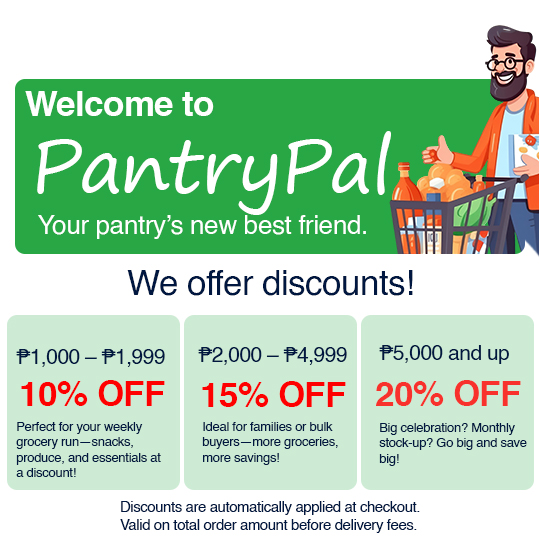 Welcome to
PantryPal
Your pantry’s new best friend.
We offer discounts!
₱1,000 – ₱1,999
10% OFF
Perfect for your weekly
grocery run—snacks,
produce, and essentials at
a discount!
₱2,000 – ₱4,999
15% OFF
Ideal for families or bulk
buyers—more groceries,
more savings!
₱5,000 and up
20% OFF
Big celebration? Monthly
stock-up? Go big and save
big!
Discounts are automatically applied at checkout.
Valid on total order amount before delivery fees.